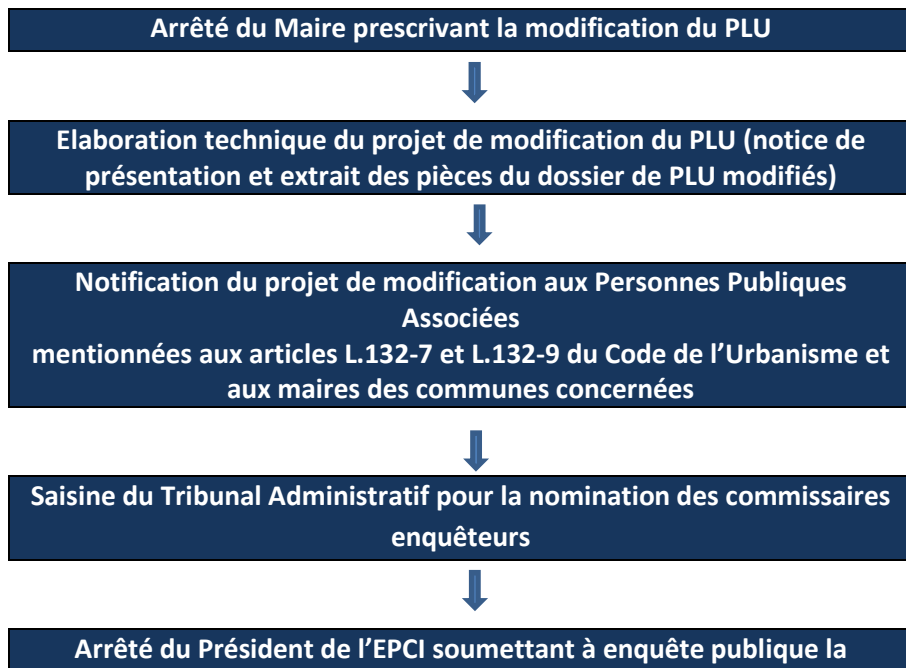 Arrêté du Maire prescrivant la modification du PLU
Elaboration technique du projet de modification du PLU (notice de
présentation et extrait des pièces du dossier de PLU modifiés)
Notification du projet de modification aux Personnes Publiques
Associées
mentionnées aux articles L.132-7 et L.132-9 du Code de l’Urbanisme et
aux maires des communes concernées
Saisine du Tribunal Administratif pour la nomination des commissaires
enquêteurs
Arrêté du Président de l’EPCI soumettant à enquête publique la